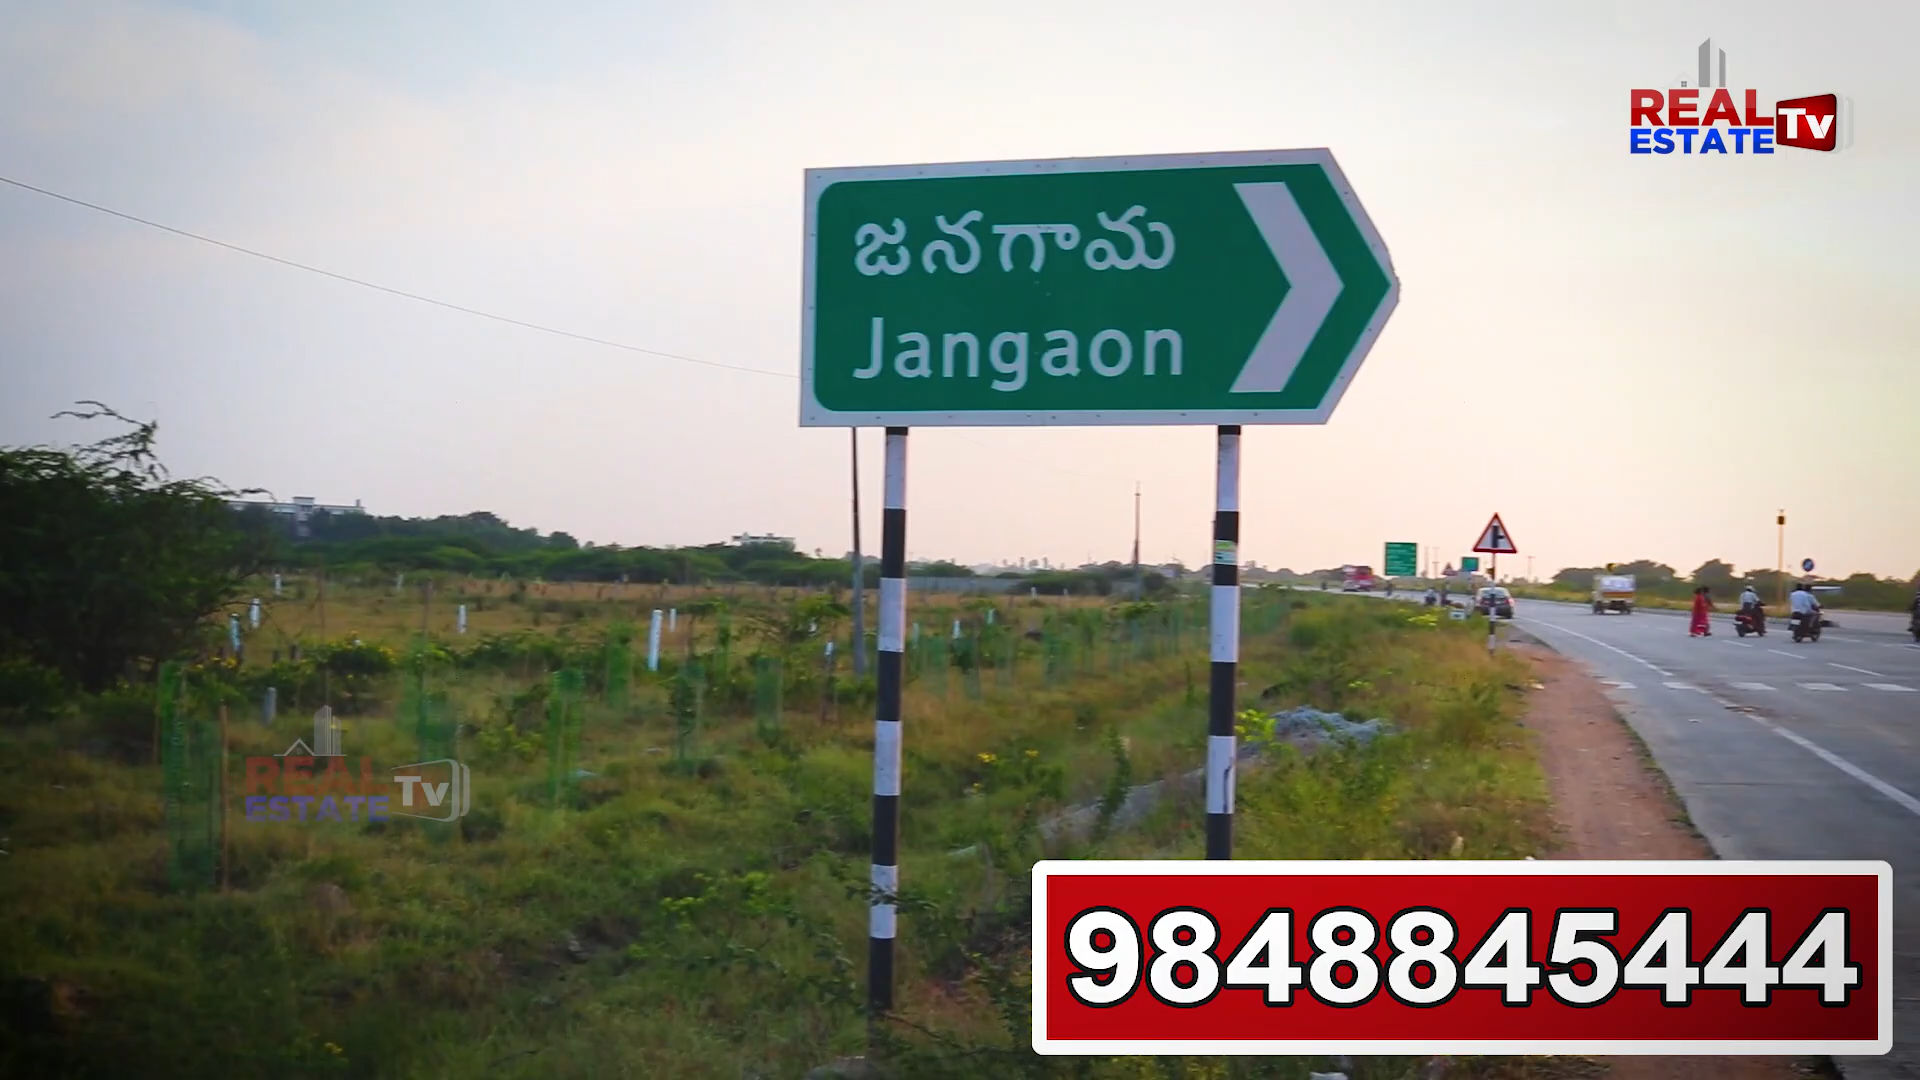 REAL
ESTATE Tv
జనగామ
Jangaon
REAL
ESTATE Tv
9848845444